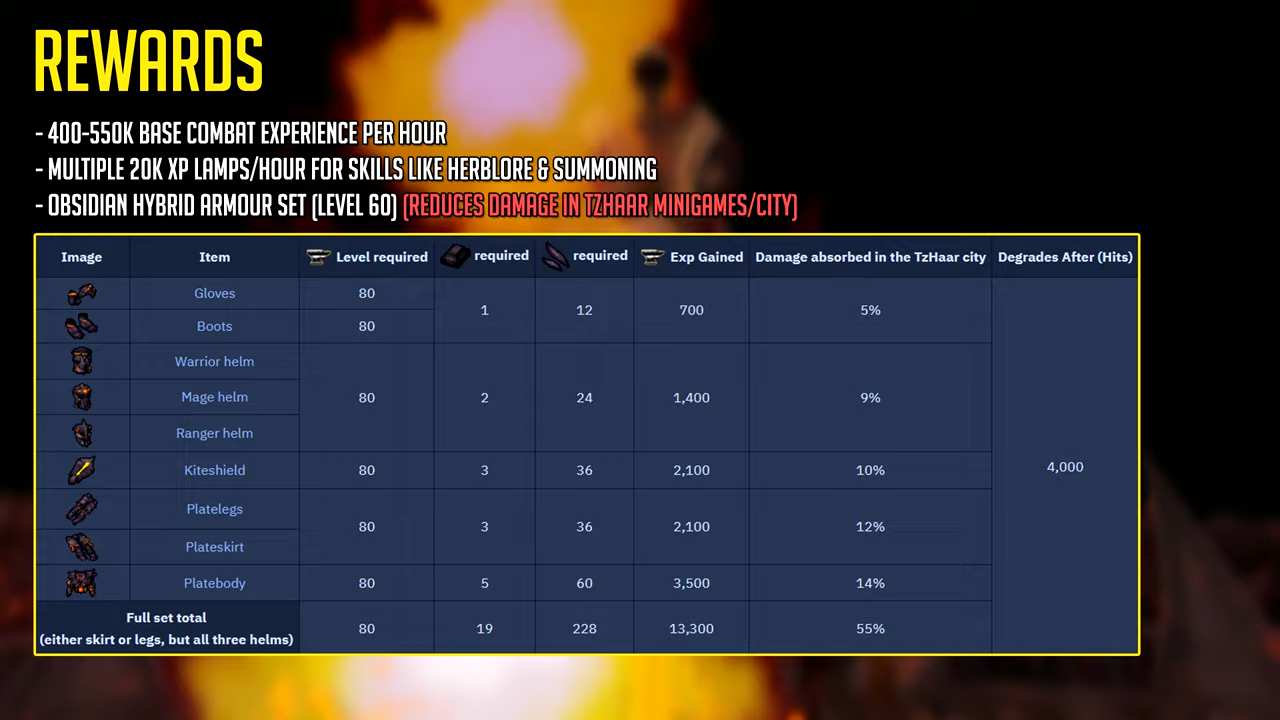 REWARDS
- 400-550K BASE COMBAT EXPERIENCE PER HOUR
- MULTIPLE 20K XP LAMPS/HOUR FOR SKILLS LIKE HERBLORE & SUMMONING
- OBSIDIAN HYBRID ARMOUR SET (LEVEL 60) (REDUCES DAMAGE IN TZHAAR MINIGAMES/CITY)
Image Item Level required required required Exp Gained Damage absorbed in the TzHaar city Degrades After (Hits)
Gloves 80 1 12 700 5%
Boots 80
Warrior helm
Mage helm 80 2 24 1,400 9%
Ranger helm
Kiteshield 80 3 36 2,100 10% 4,000
Platelegs 80 3 36 2,100 12%
Plateskirt
Platebody 80 5 60 3,500 14%
Full set total
(either skirt or legs, but all three helms) 80 19 228 13,300 55%